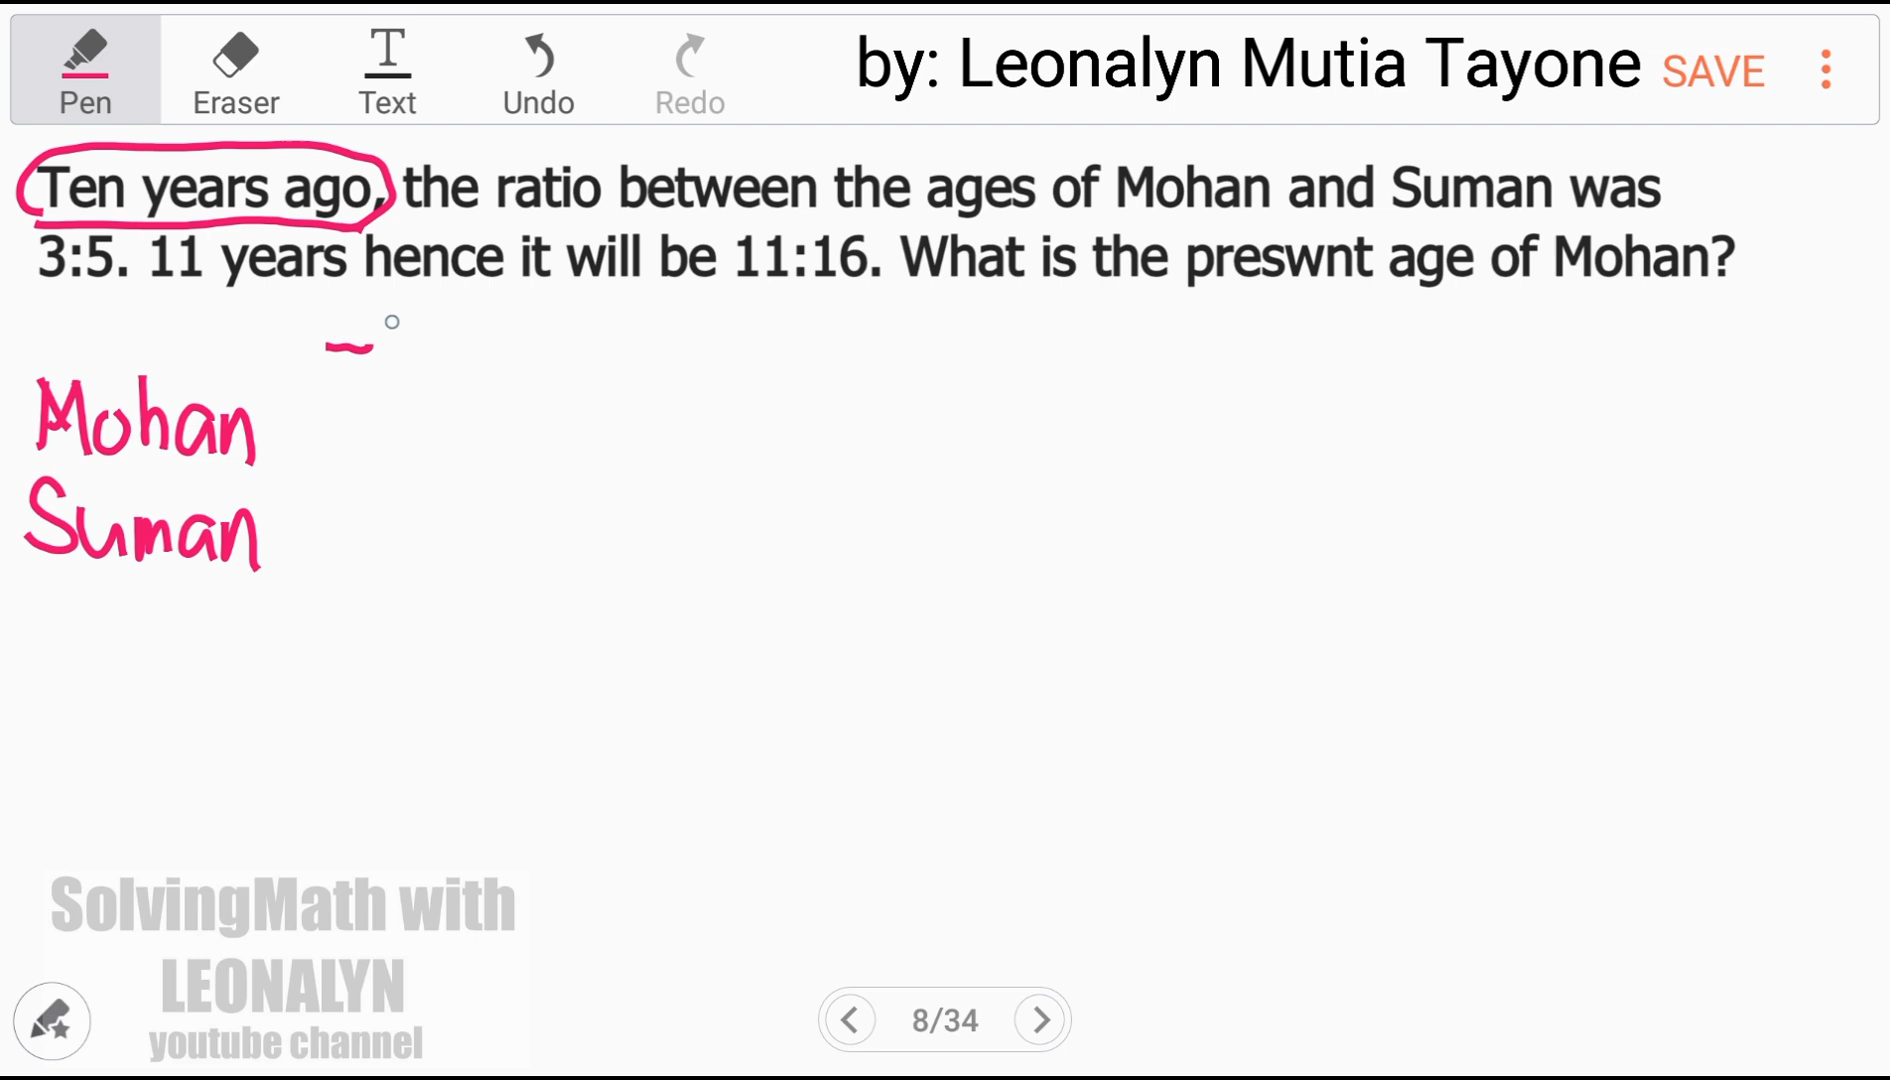 Pen Eraser Text Undo Redo by: Leonalyn Mutia Tayone SAVE
Ten years ago, the ratio between the ages of Mohan and Suman was
3:5. 11 years hence it will be 11:16. What is the preswnt age of Mohan?
Mohan
Suman
SolvingMath with
LEONALYN
youtube channel
8/34